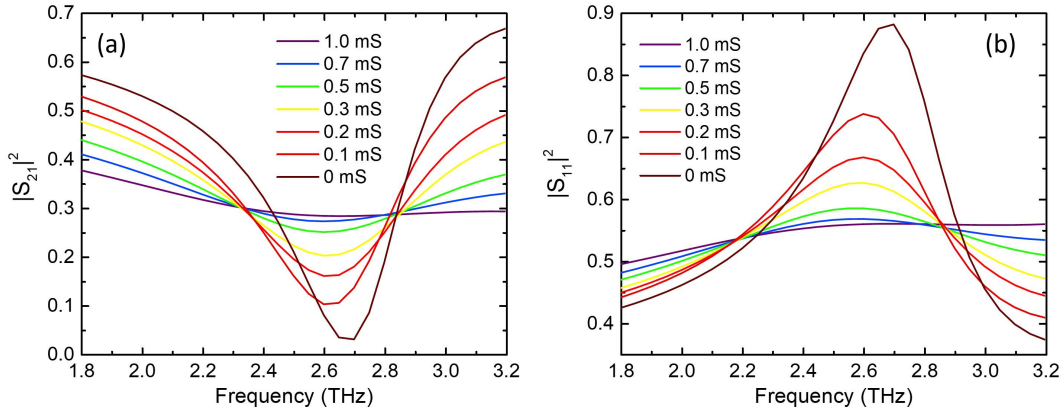 (a)
|S21|2
0.7
0.6
0.5
0.4
0.3
0.2
0.1
0.0
1.0 mS
0.7 mS
0.5 mS
0.3 mS
0.2 mS
0.1 mS
0 mS
1.8 2.0 2.2 2.4 2.6 2.8 3.0 3.2
Frequency (THz)
(b)
|S11|2
0.9
0.8
0.7
0.6
0.5
0.4
1.0 mS
0.7 mS
0.5 mS
0.3 mS
0.2 mS
0.1 mS
0 mS
1.8 2.0 2.2 2.4 2.6 2.8 3.0 3.2
Frequency (THz)